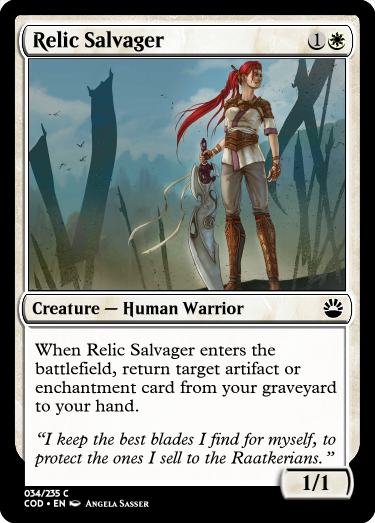 Relic Salvager 1
Creature — Human Warrior
When Relic Salvager enters the
battlefield, return target artifact or
enchantment card from your graveyard
to your hand.
“I keep the best blades I find for myself, to
protect the ones I sell to the Raatkerians.”
1/1
034/235 C
COD • EN Angela Sasser